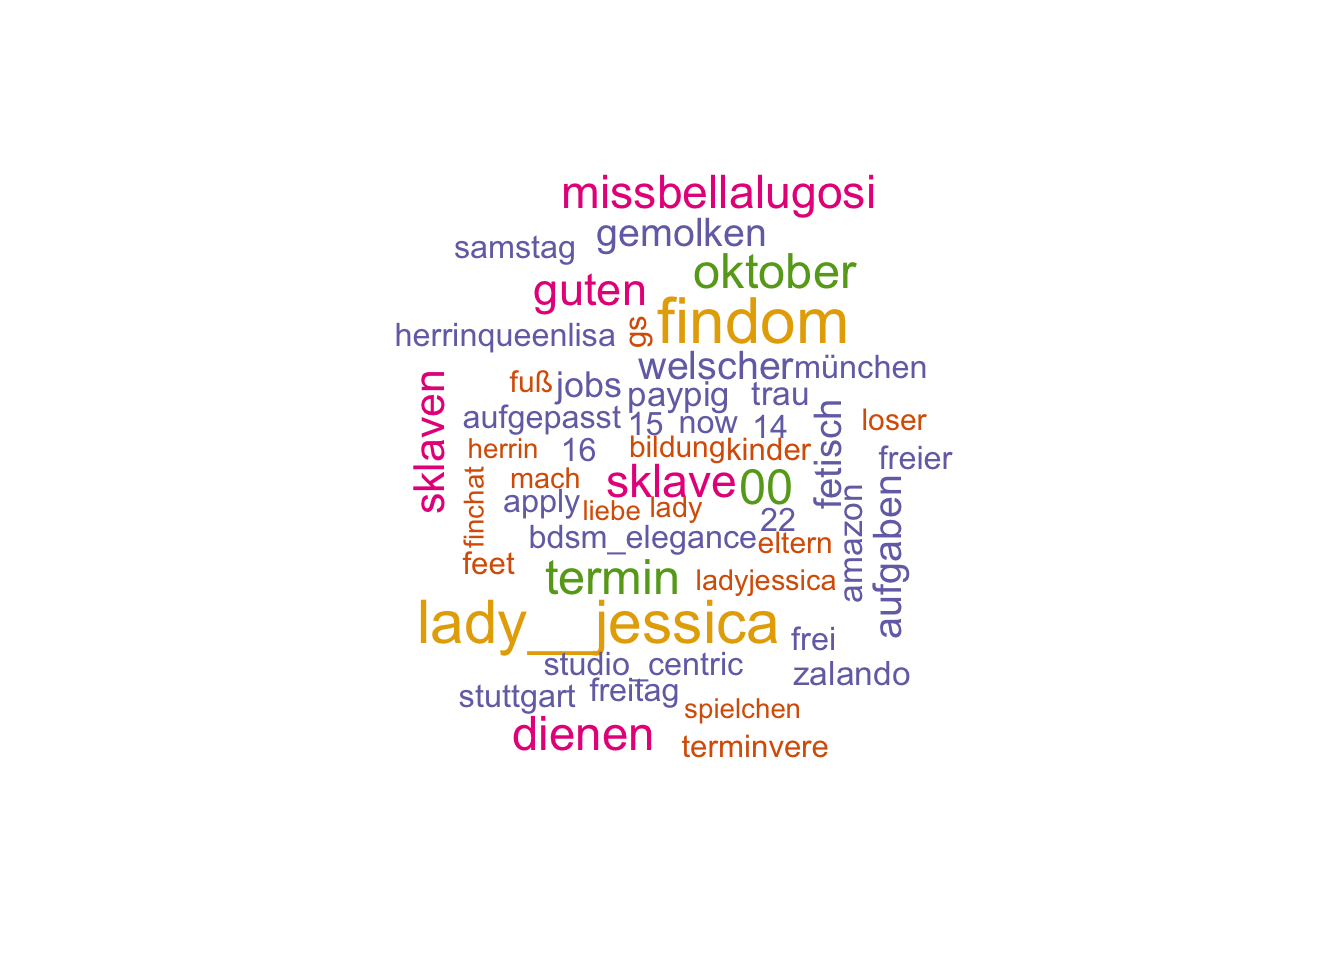 missbellalugosi
gemolken
samstag
oktober
guten
findom
gs
herrinqueenlisa
welscher
münchen
fuß
jobs
paypig
trau
sklaven
aufgepasst
15
now
14
fetisch
loser
herrin
16
bildung
kinder
freier
mach
sklave
00
finchat
apply
liebe
lady
22
amazon
aufgaben
bdsm_elegance
eltern
feet
termin
ladyjessica
lady__jessica
frei
studio_centric
zalando
stuttgart
freitag
spielchen
dienen
terminvere